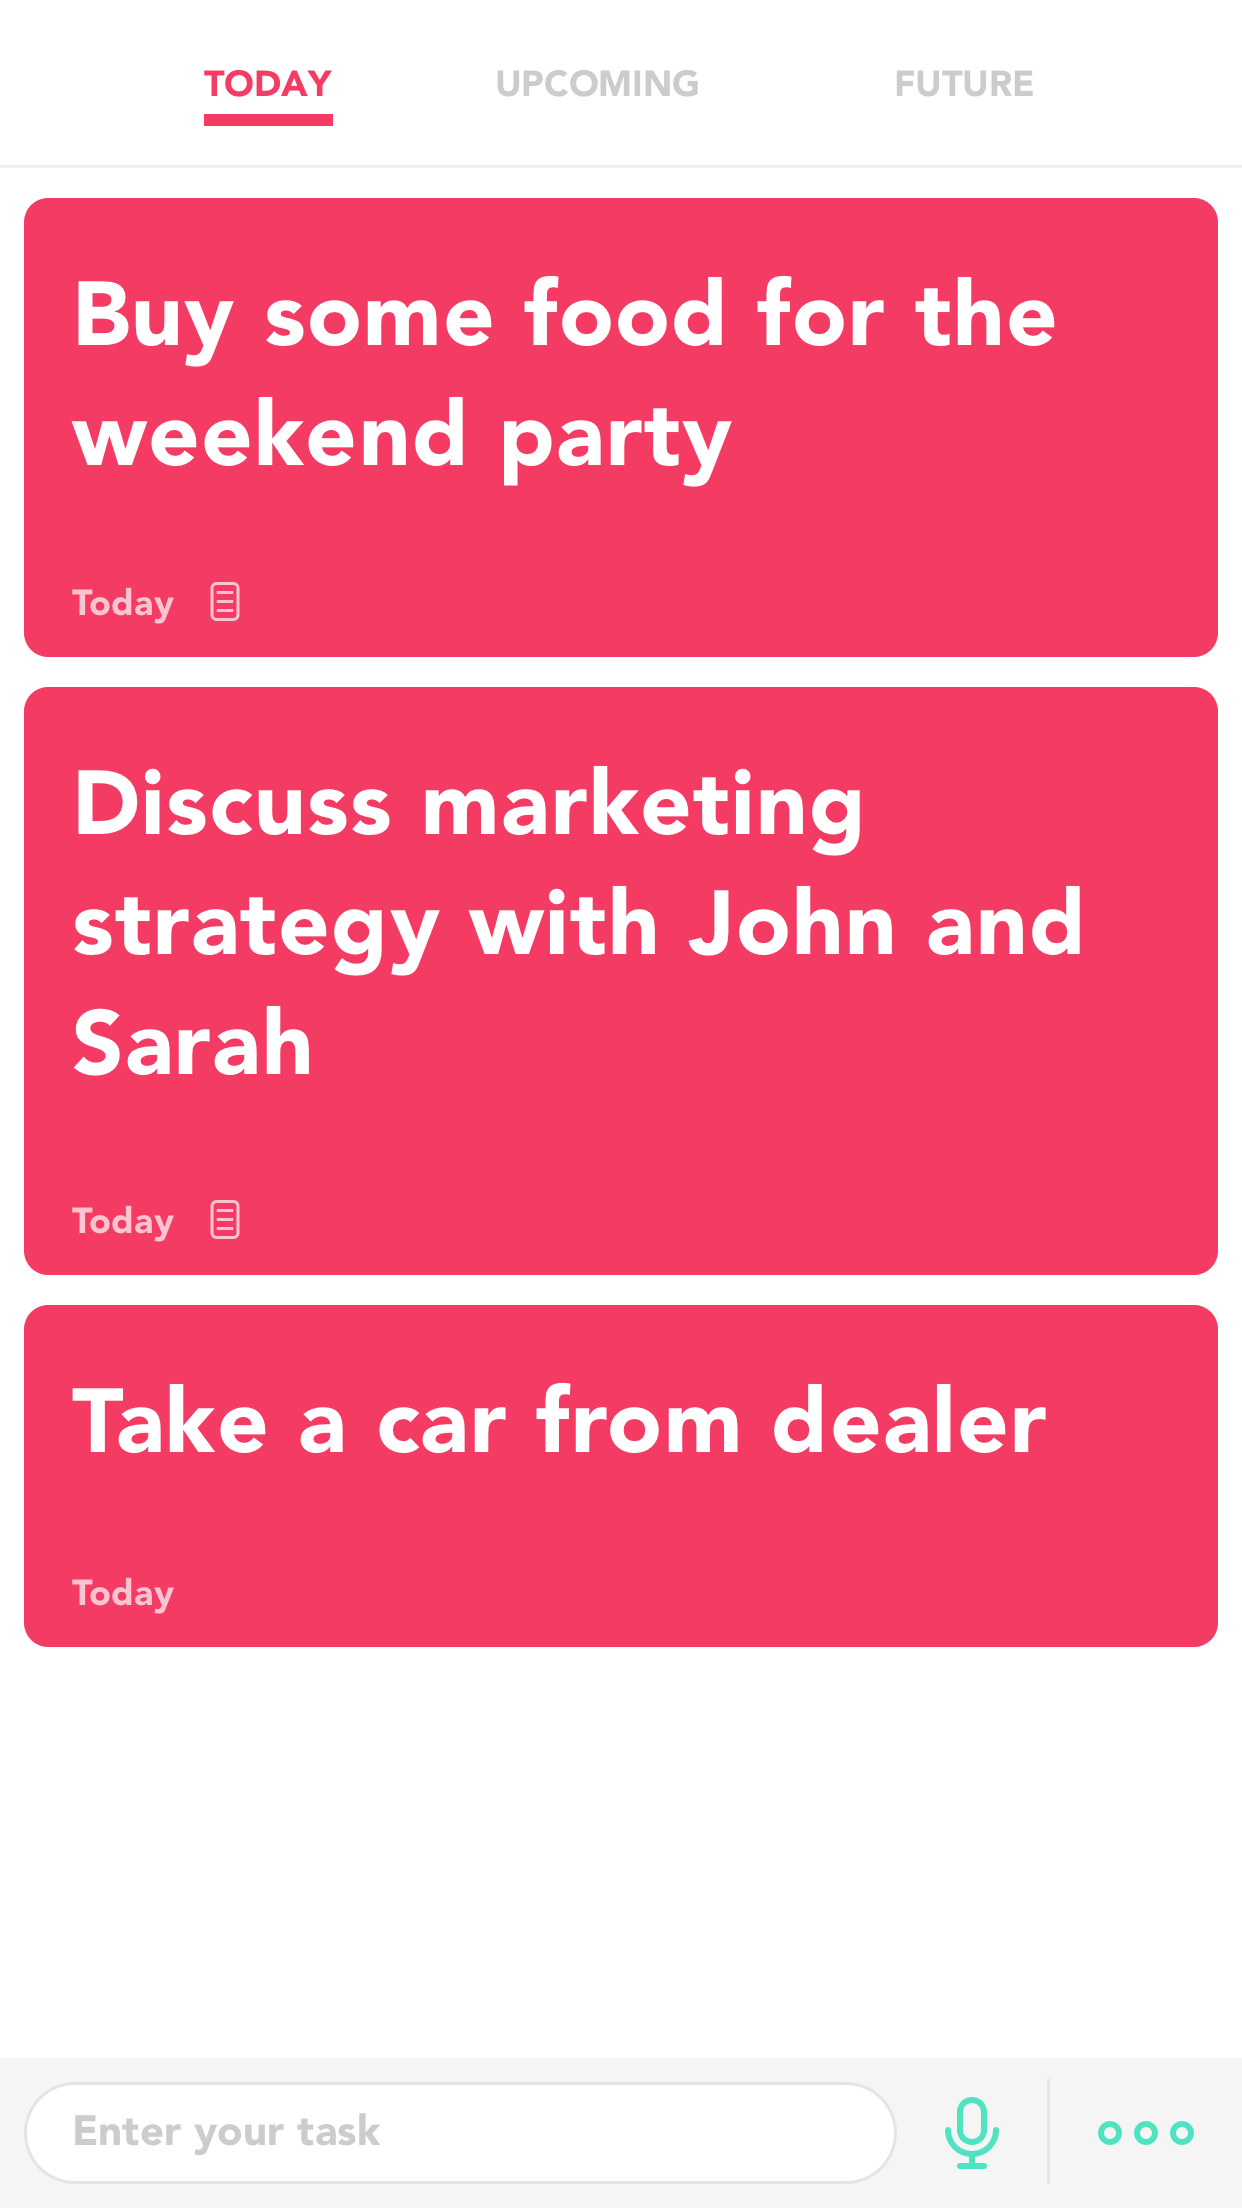 TODAY UPCOMING FUTURE
Buy some food for the
weekend party
Today
Discuss marketing
strategy with John and
Sarah
Today
Take a car from dealer
Today
Enter your task